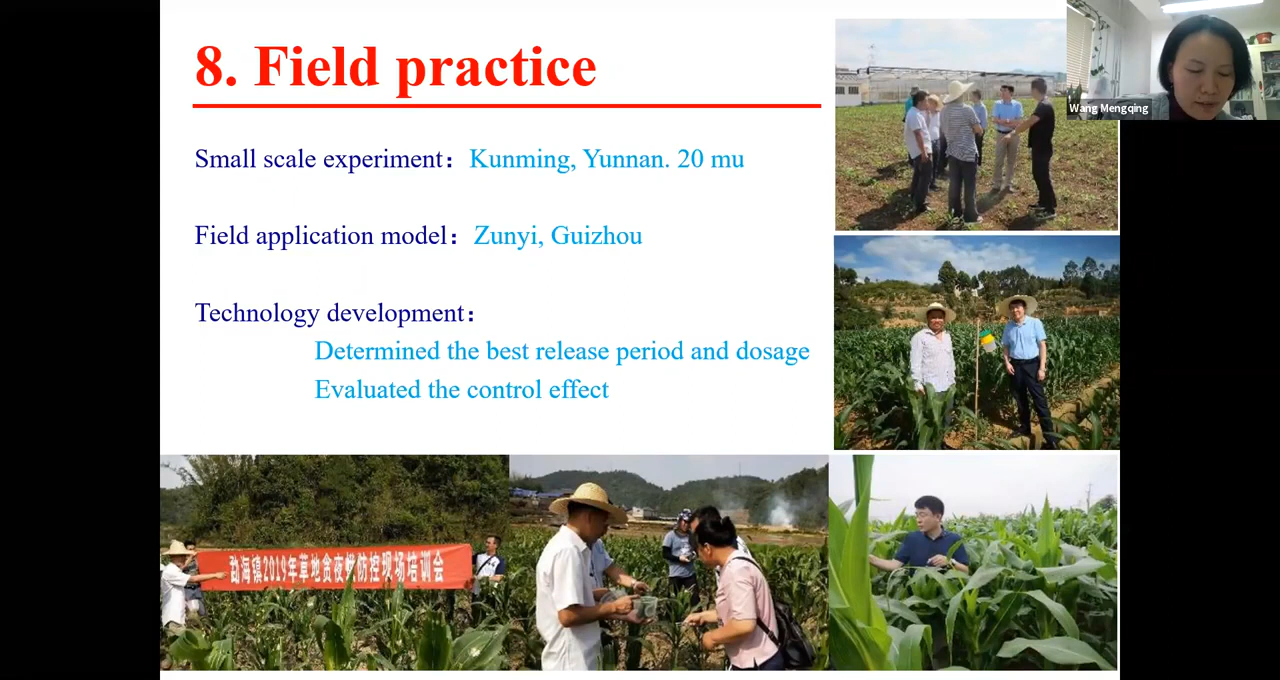 8. Field practice
Wang Mengqing
Small scale experiment：Kunming, Yunnan. 20 mu
Field application model：Zunyi, Guizhou
Technology development：
Determined the best release period and dosage
Evaluated the control effect
勐海镇2019年草地贪夜蛾防控现场培训会